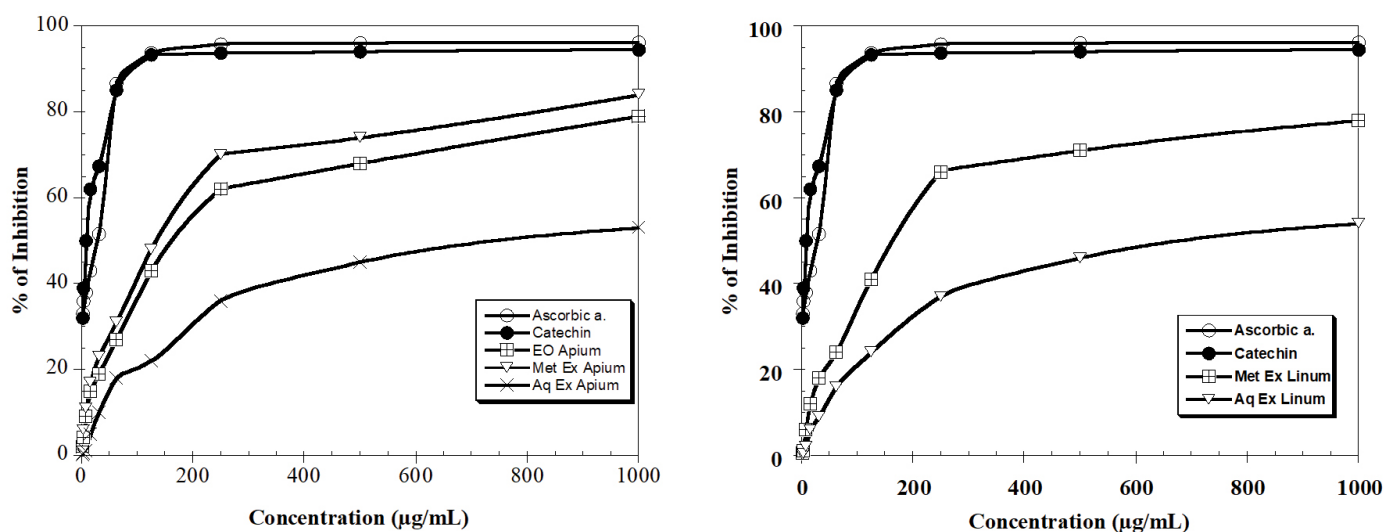 100
80
60
40
20
0
% of Inhibition
Ascorbic a.
Catechin
EO Apium
Met Ex Apium
Aq Ex Apium
0 200 400 600 800 1000
Concentration (µg/mL)
100
80
60
40
20
0
% of Inhibition
Ascorbic a.
Catechin
Met Ex Linum
Aq Ex Linum
0 200 400 600 800 1000
Concentration (µg/mL)